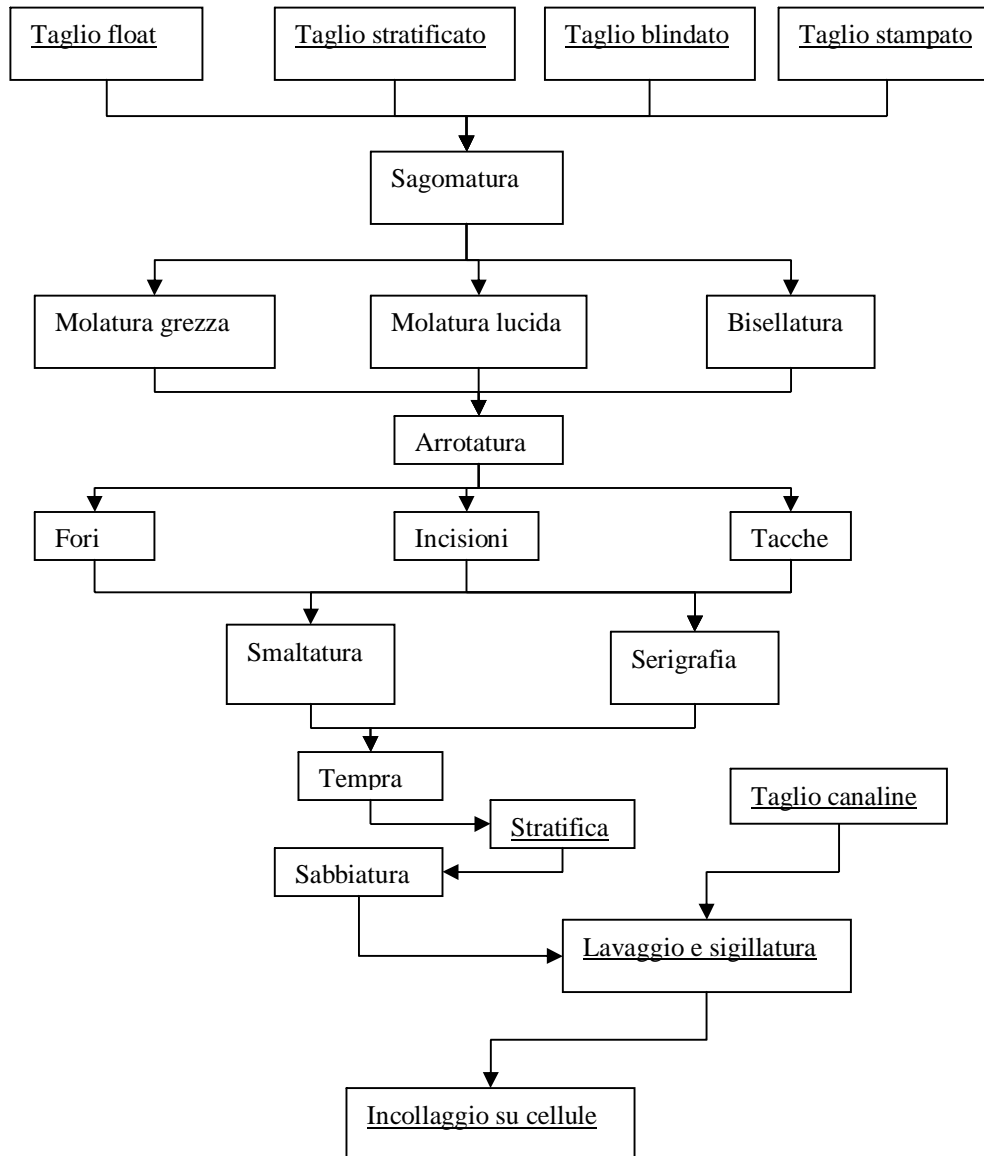 Taglio float
Taglio stratificato
Taglio blindato
Taglio stampato
Sagomatura
Molatura grezza
Molatura lucida
Bisellatura
Arrotatura
Fori
Incisioni
Tacche
Smaltatura
Serigrafia
Tempra
Taglio canaline
Stratifica
Sabbiatura
Lavaggio e sigillatura
Incollaggio su cellule